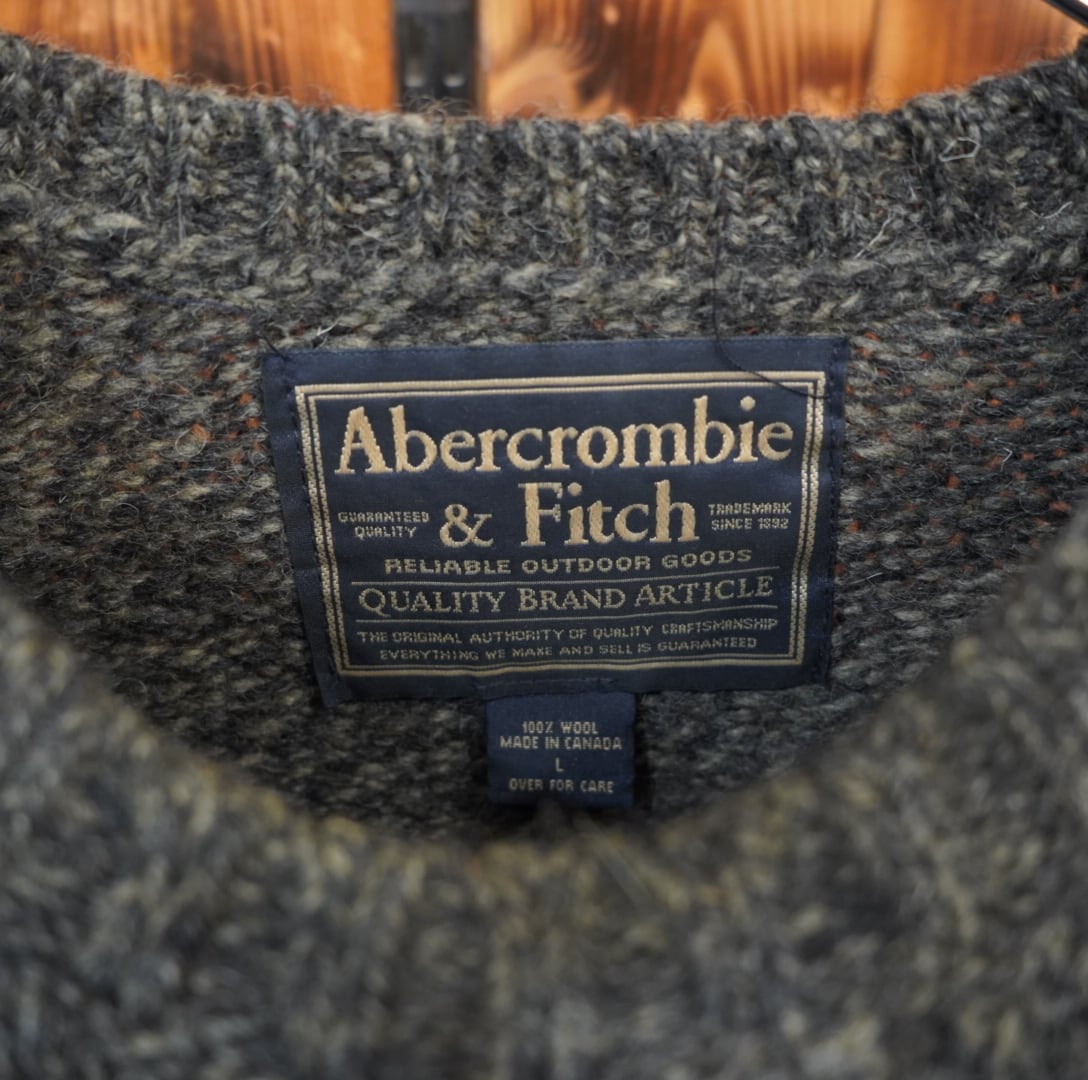 Abercrombie
& Fitch
GUARANTEED
QUALITY
TRADEMARK
SINCE 1892
RELIABLE OUTDOOR GOODS
QUALITY BRAND ARTICLE
THE ORIGINAL AUTHORITY OF QUALITY CRAFTSMANSHIP
EVERYTHING WE MAKE AND SELL IS GUARANTEED
100% WOOL
MADE IN CANADA
L
OVER FOR CARE